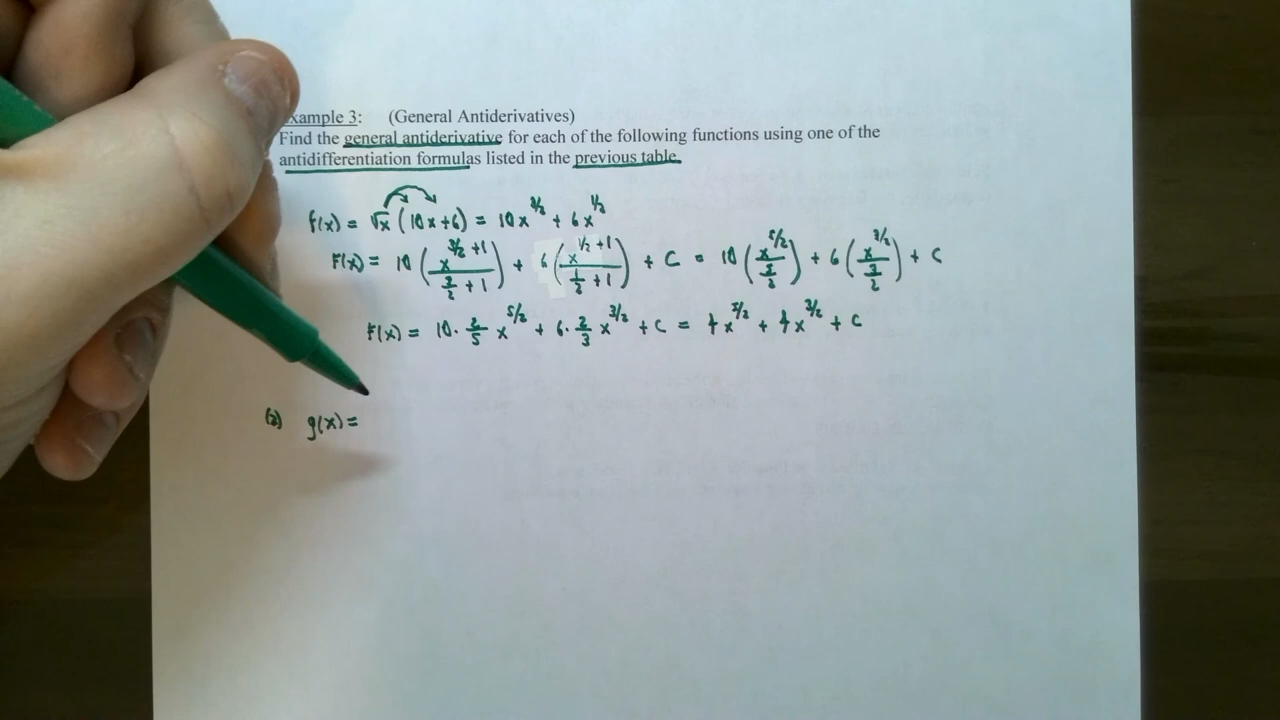 xample 3: (General Antiderivatives)
Find the general antiderivative for each of the following functions using one of the
antidifferentiation formulas listed in the previous table.
f(x) = √x (10x+6) = 10x^3/2 + 6x^1/2
F(x) = 10 (x^(3/2 +1) / (3/2 + 1)) + 6 (x^(1/2 +1) / (1/2 + 1)) + C = 10 (x^5/2 / (5/2)) + 6 (x^3/2 / (3/2)) + C
F(x) = 10 · 2/5 x^5/2 + 6 · 2/3 x^3/2 + C = 4x^5/2 + 4x^3/2 + C
(2) g(x) =